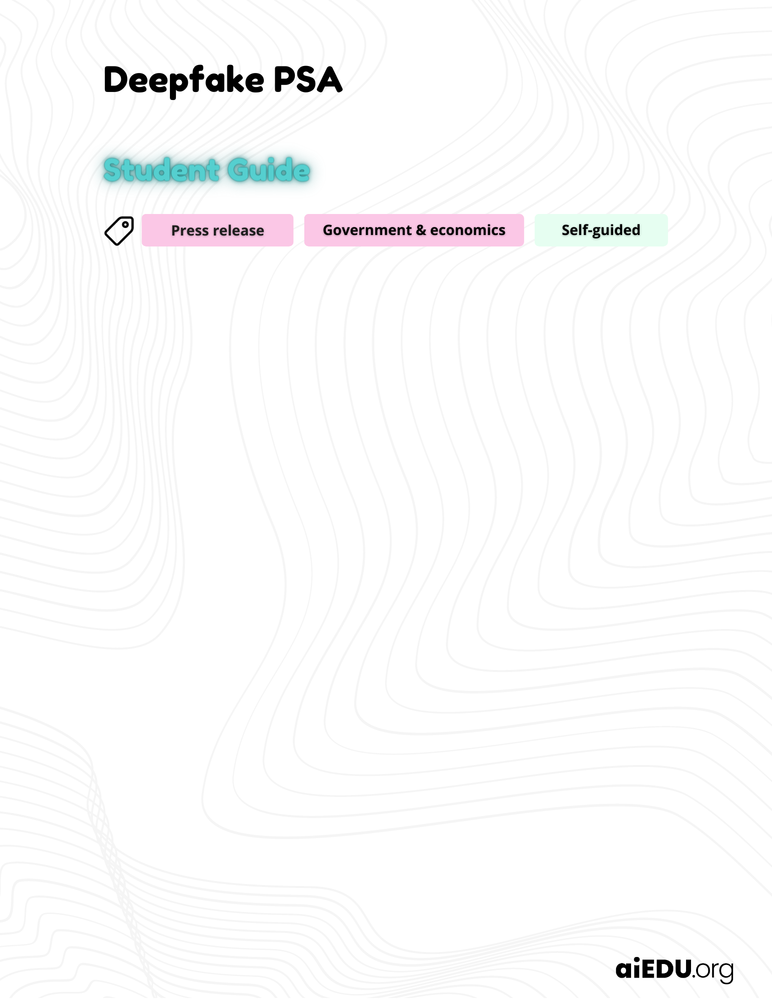 Deepfake PSA
Student Guide
Press release Government & economics Self-guided
aiEDU.org